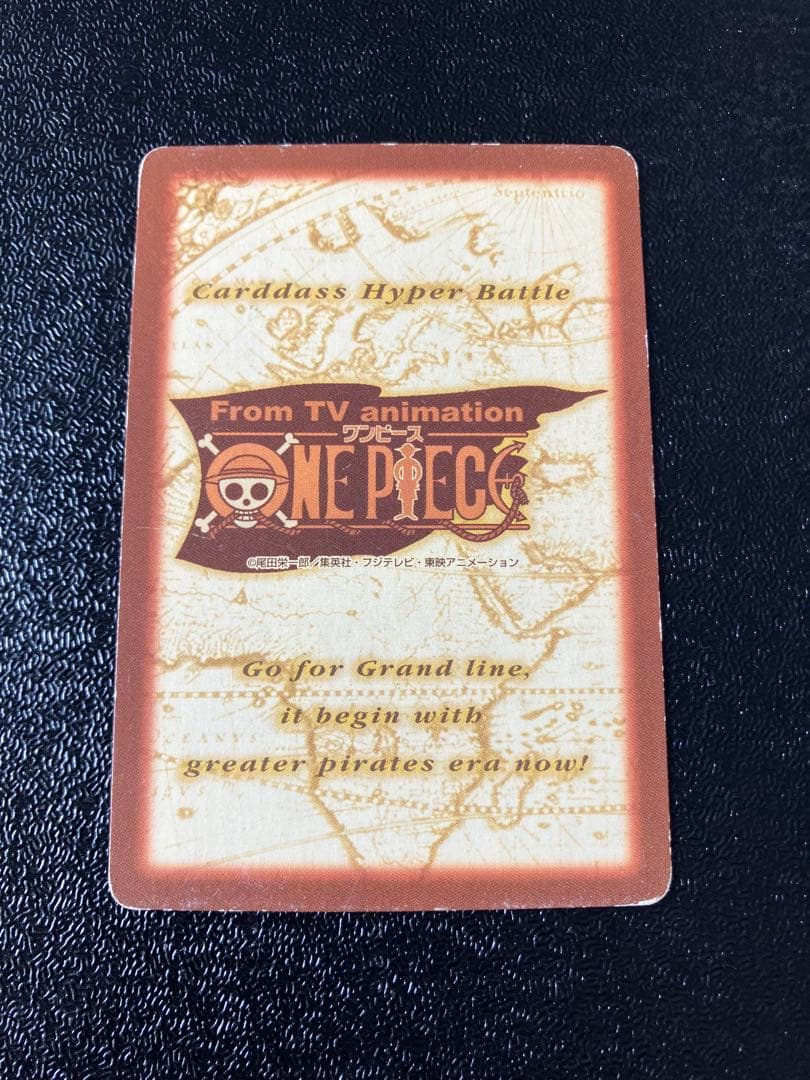 Septentrio
Carddass Hyper Battle
From TV animation
ワンピース
ONE PIECE
©尾田栄一郎／集英社・フジテレビ・東映アニメーション
Go for Grand line,
it begin with
greater pirates era now!